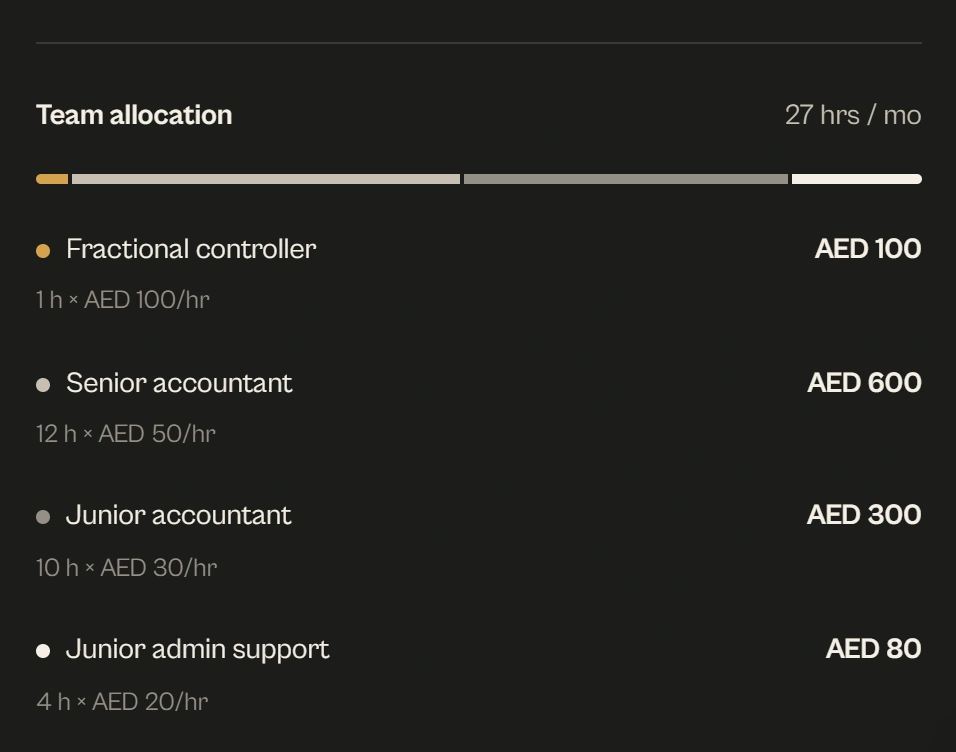 Team allocation 27 hrs / mo
Fractional controller AED 100
1 h × AED 100/hr
Senior accountant AED 600
12 h × AED 50/hr
Junior accountant AED 300
10 h × AED 30/hr
Junior admin support AED 80
4 h × AED 20/hr